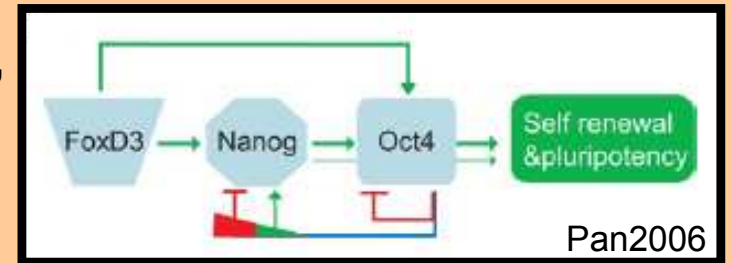 ,
FoxD3
Nanog
Oct4
Self renewal
&pluripotency
Pan2006